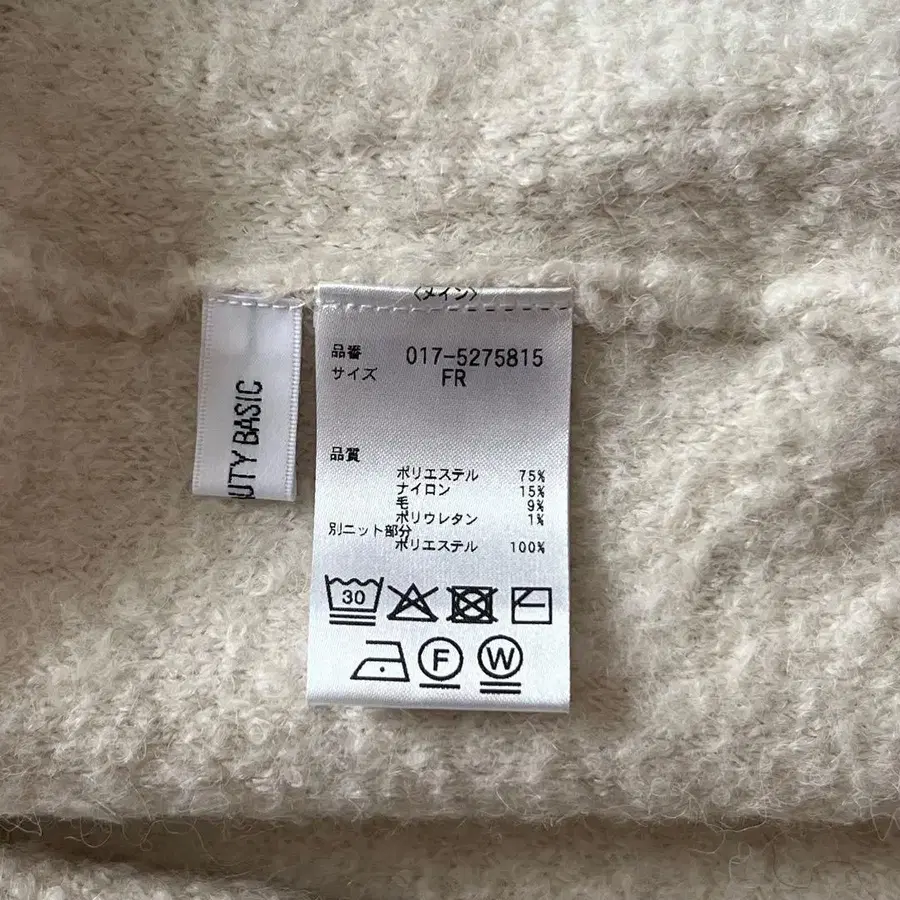 〈メイン〉
品番 017-5275815
サイズ FR
品質
ポリエステル 75%
ナイロン 15%
毛 9%
ポリウレタン 1%
別ニット部分
ポリエステル 100%
30
F W
UTY BASIC